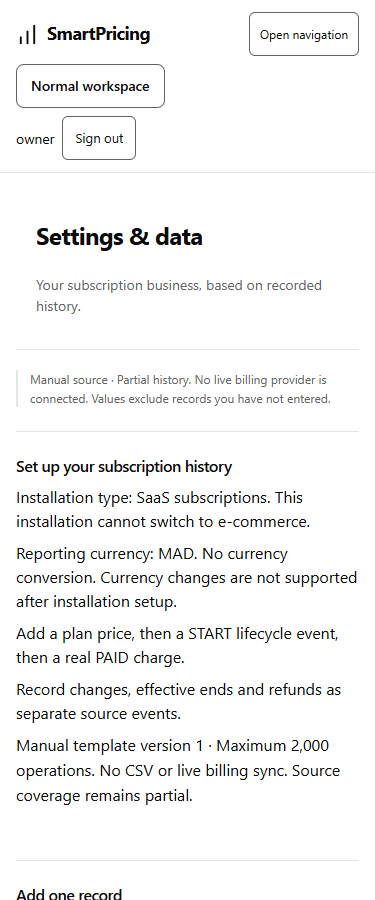 SmartPricing
Open navigation
Normal workspace
owner
Sign out
Settings & data
Your subscription business, based on recorded
history.
Manual source · Partial history. No live billing provider is
connected. Values exclude records you have not entered.
Set up your subscription history
Installation type: SaaS subscriptions. This
installation cannot switch to e-commerce.
Reporting currency: MAD. No currency
conversion. Currency changes are not supported
after installation setup.
Add a plan price, then a START lifecycle event,
then a real PAID charge.
Record changes, effective ends and refunds as
separate source events.
Manual template version 1 · Maximum 2,000
operations. No CSV or live billing sync. Source
coverage remains partial.
Add one record